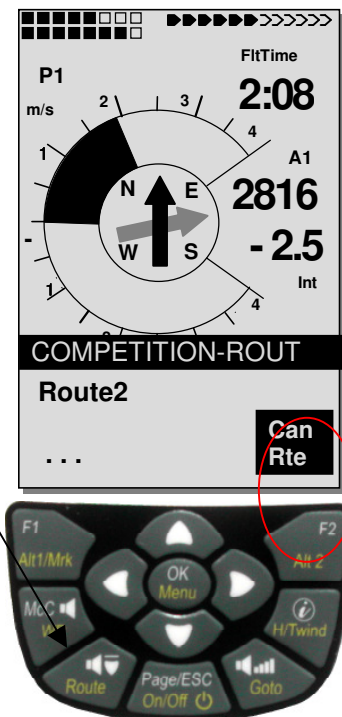 FltTime
P1
2:08
m/s
2
3
4
1
A1
N
E
2816
-
W
S
- 2.5
Int
1
4
COMPETITION-ROUT
Route2
Can
. . .
Rte
F1
F2
Alt1/Mrk
Alt 2
OK
Menu
McC
H/Twind
Route
Page/ESC
On/Off
Goto